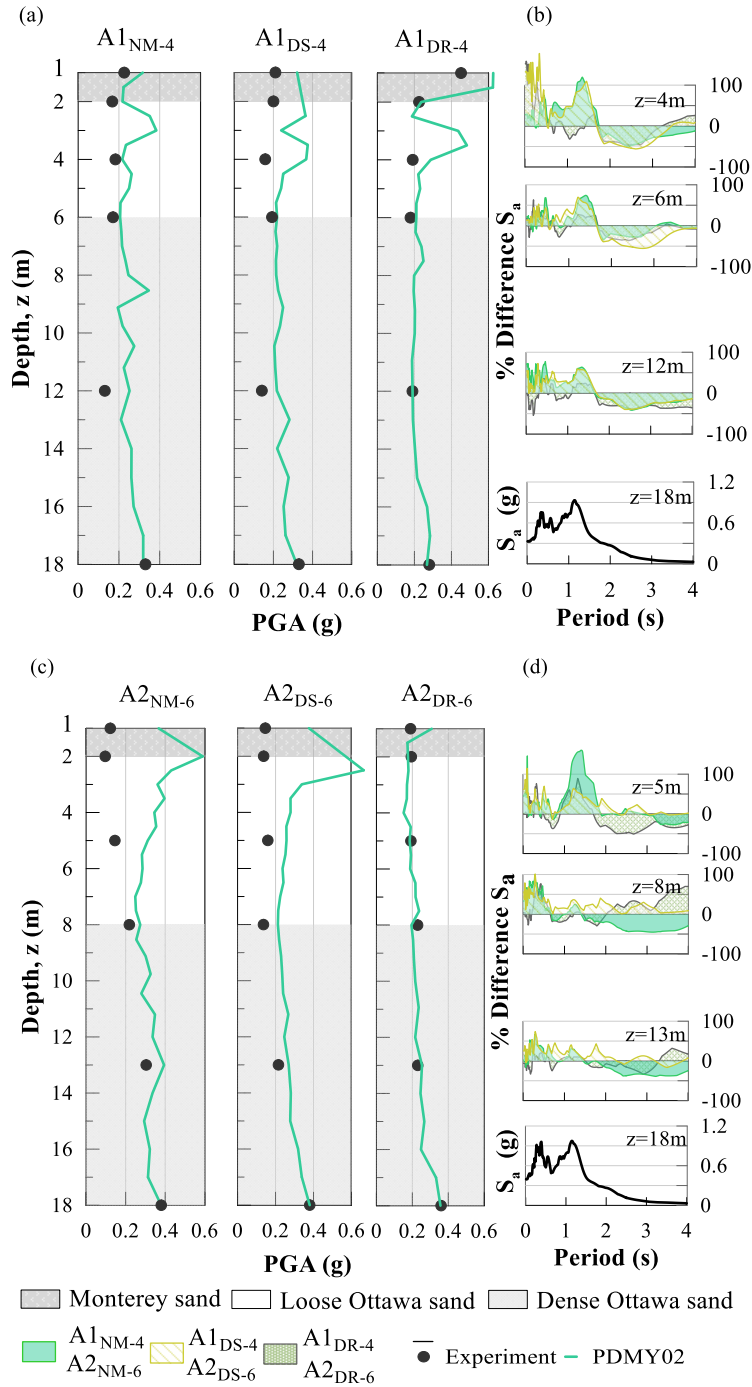 (a)
(b)
A1NM-4 A1DS-4 A1DR-4
1
2
4
6
8
10
12
14
16
18
Depth, z (m)
0 0.2 0.4 0.6 0 0.2 0.4 0.6 0 0.2 0.4 0.6
PGA (g)
z=4m
100
0
-100
z=6m
100
0
-100
% Difference Sa
z=12m
100
0
-100
z=18m
1.2
0.6
0
Sa (g)
0 1 2 3 4
Period (s)
(c)
(d)
A2NM-6 A2DS-6 A2DR-6
1
2
4
6
8
10
12
14
16
18
Depth, z (m)
0 0.2 0.4 0.6 0 0.2 0.4 0.6 0 0.2 0.4 0.6
PGA (g)
z=5m
100
0
-100
z=8m
100
0
-100
% Difference Sa
z=13m
100
0
-100
z=18m
1.2
0.6
0
Sa (g)
0 1 2 3 4
Period (s)
Monterey sand Loose Ottawa sand Dense Ottawa sand
A1NM-4 A1DS-4 A1DR-4
A2NM-6 A2DS-6 A2DR-6
Experiment PDMY02